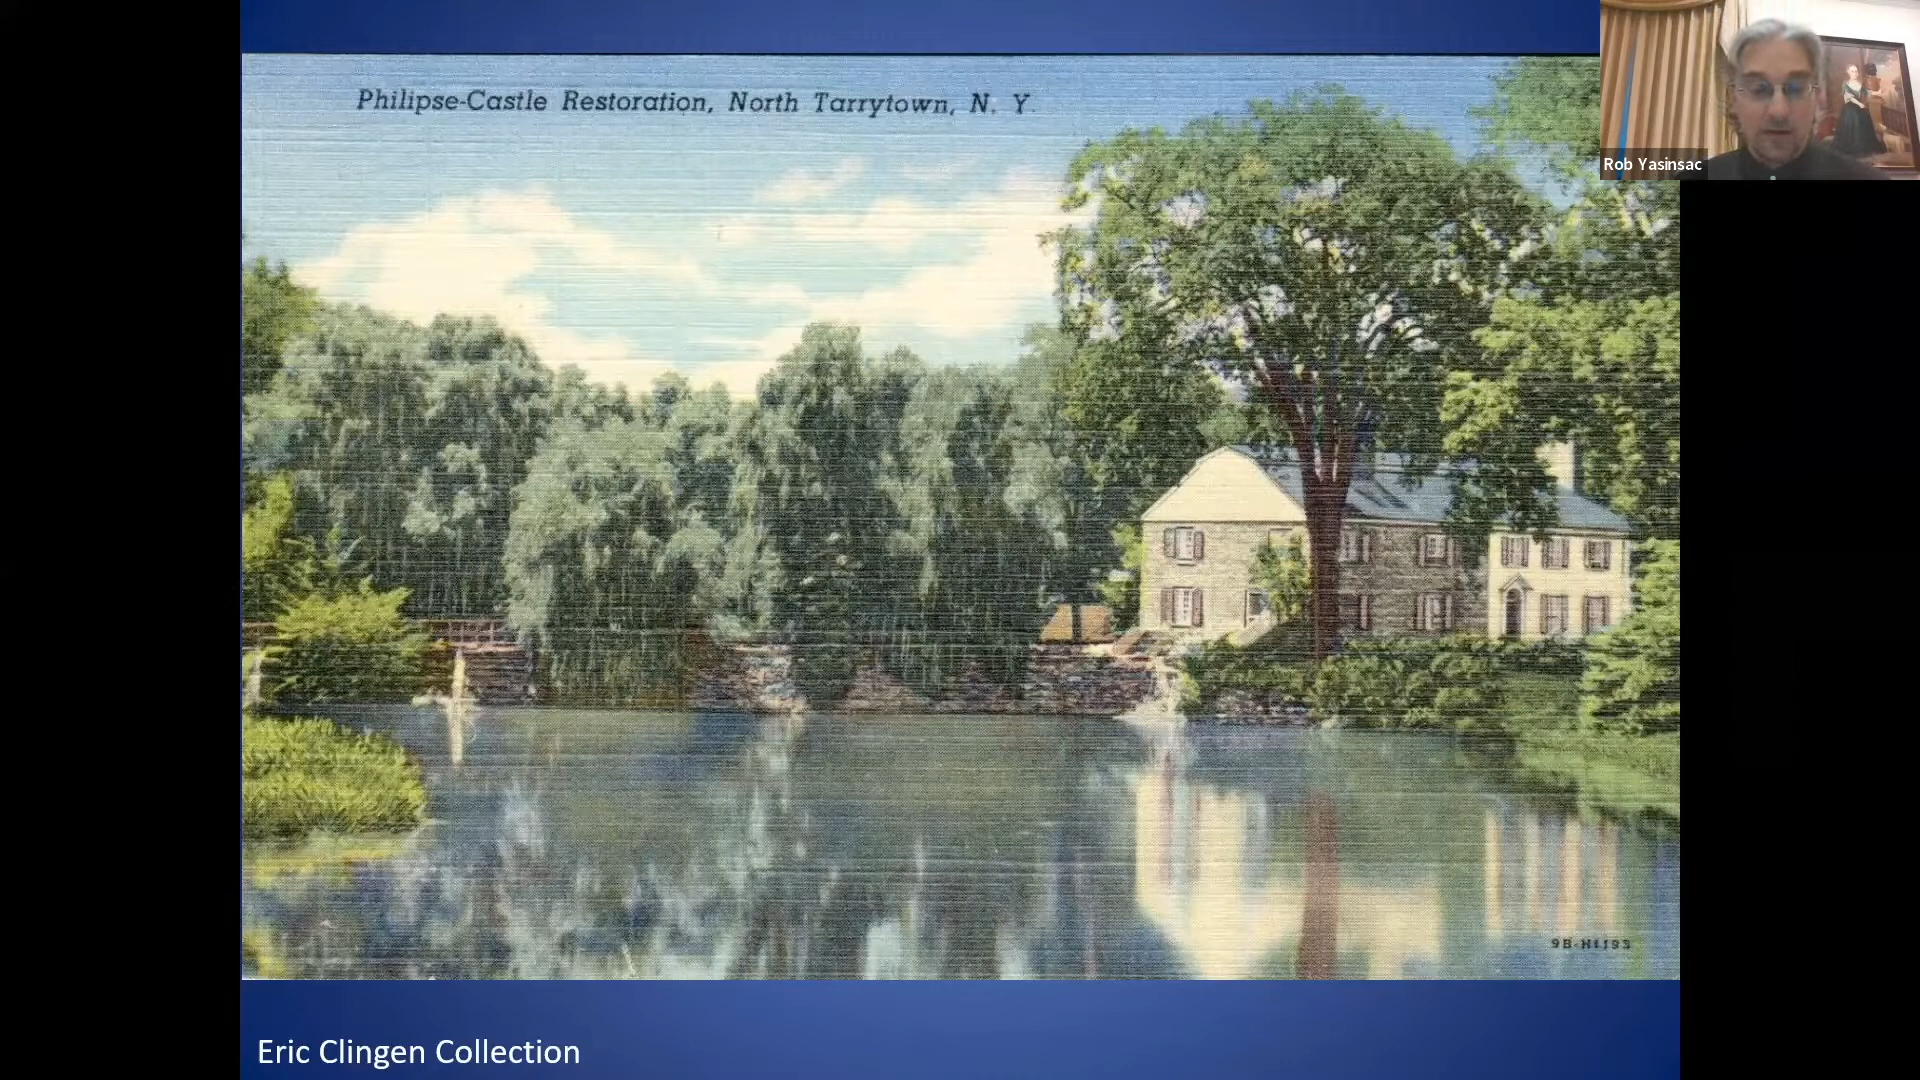 Philipse-Castle Restoration, North Tarrytown, N. Y.
Rob Yasinsac
9B-H1193
Eric Clingen Collection